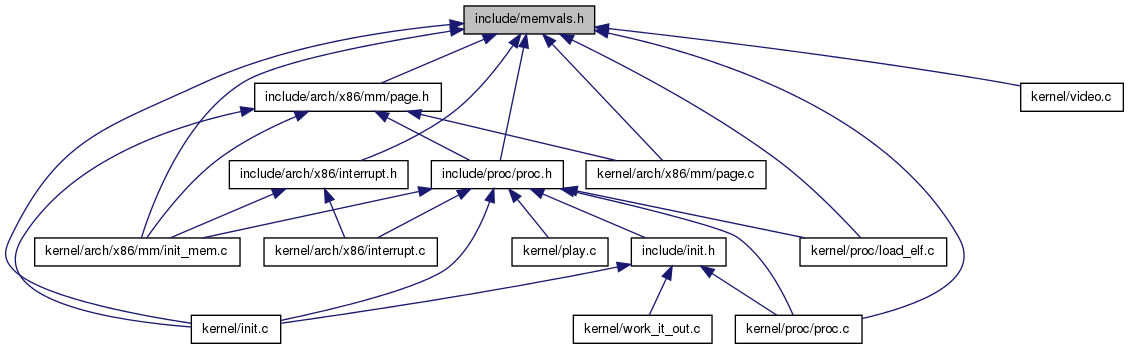 include/memvals.h
include/arch/x86/mm/page.h
kernel/video.c
include/arch/x86/interrupt.h
include/proc/proc.h
kernel/arch/x86/mm/page.c
kernel/arch/x86/mm/init_mem.c
kernel/arch/x86/interrupt.c
kernel/play.c
include/init.h
kernel/proc/load_elf.c
kernel/init.c
kernel/work_it_out.c
kernel/proc/proc.c